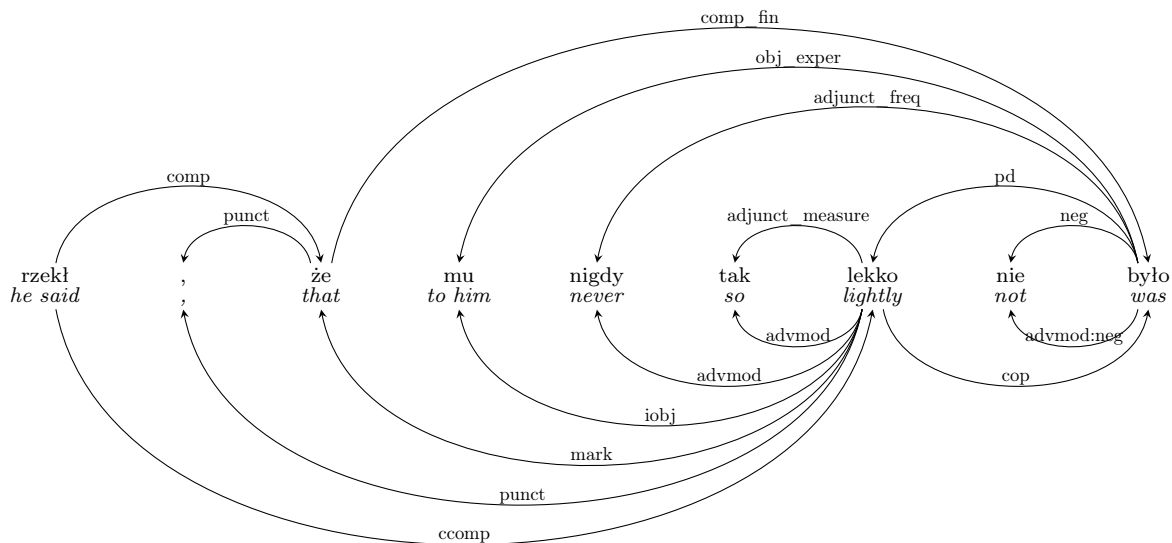 comp_fin
obj_exper
adjunct_freq
comp pd
punct adjunct_measure neg
rzekł , że mu nigdy tak lekko nie było
he said , that to him never so lightly not was
advmod advmod:neg
advmod cop
iobj
mark
punct
ccomp